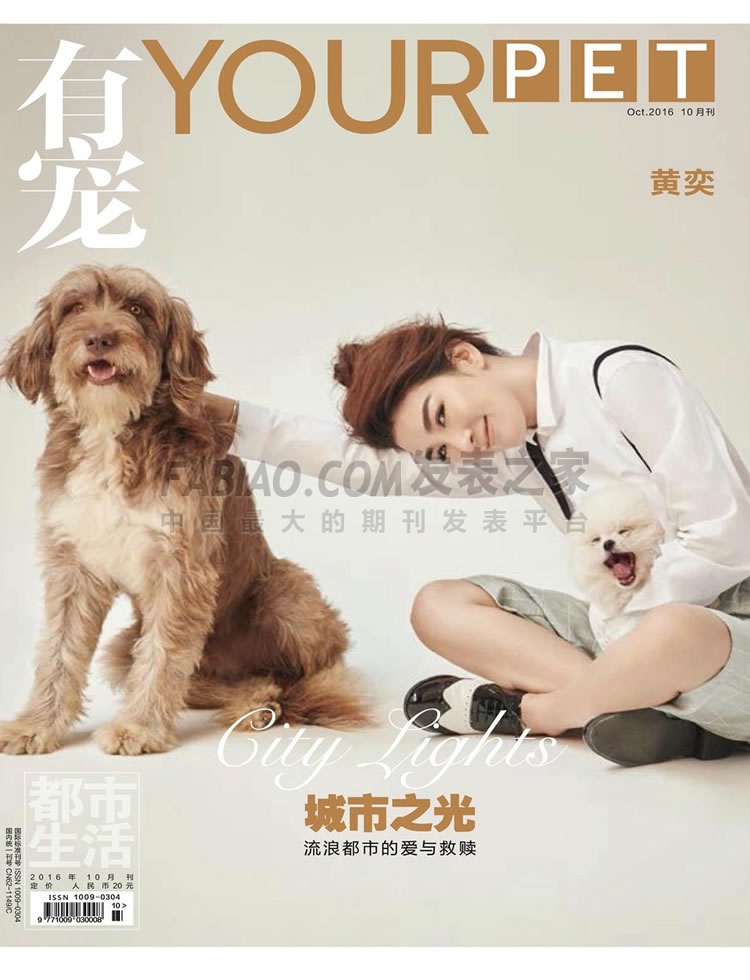 有宠
YOURPET
Oct.2016 10月刊
黄奕
FABIAO.COM发表之家
中国最大的期刊发表平台
City Lights
城市之光
流浪都市的爱与救赎
都市
生活
2016年10月刊
定价 人民币20元
ISSN 1009-0304
10>
9 771009 030008
国际标准刊号 ISSN 1009-0304
国内统一刊号 CN62-1149/C